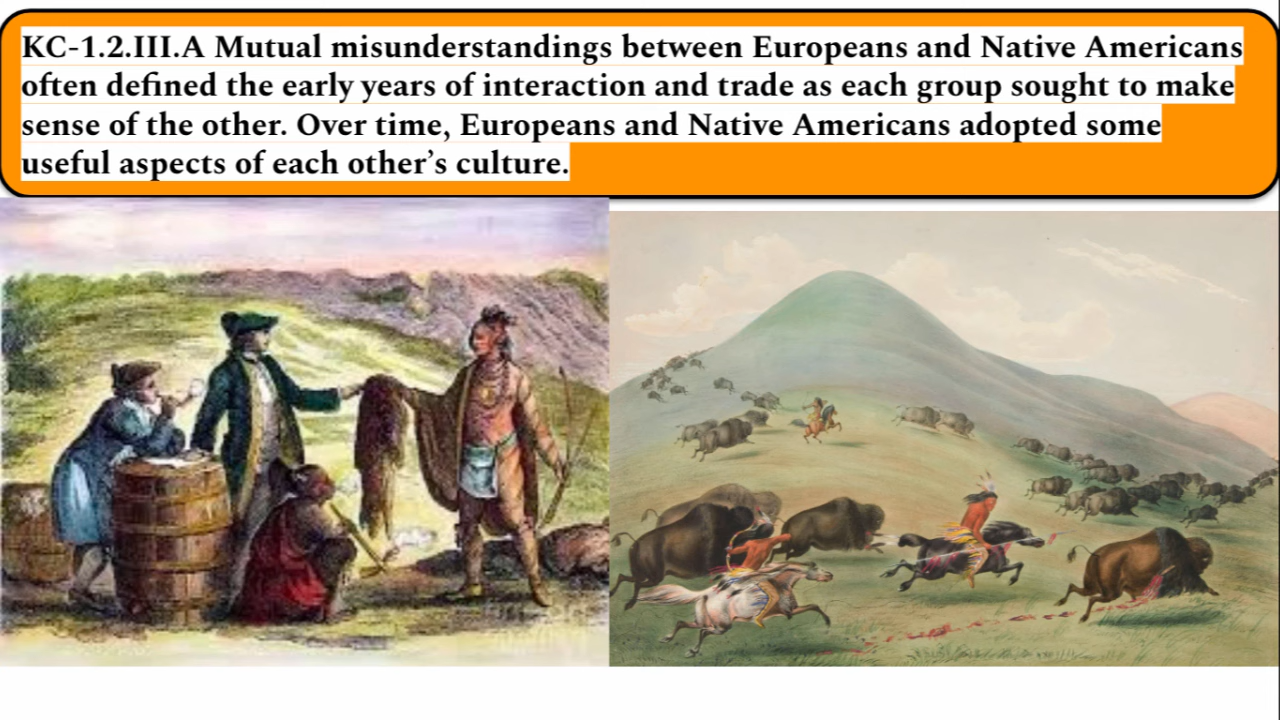 KC-1.2.III.A Mutual misunderstandings between Europeans and Native Americans
often defined the early years of interaction and trade as each group sought to make
sense of the other. Over time, Europeans and Native Americans adopted some
useful aspects of each other’s culture.